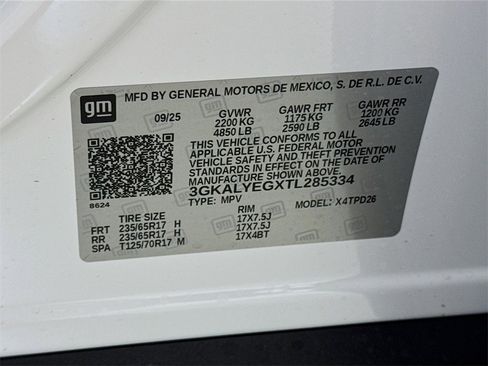 gm
MFD BY GENERAL MOTORS DE MEXICO, S. DE R.L. DE C.V.
09/25 GVWR GAWR FRT GAWR RR
2200 KG 1175 KG 1200 KG
4850 LB 2590 LB 2645 LB
THIS VEHICLE CONFORMS TO ALL
APPLICABLE U.S. FEDERAL MOTOR
VEHICLE SAFETY AND THEFT
PREVENTION STANDARDS IN EFFECT
ON THE DATE OF
MANUFACTURE SHOWN ABOVE.
3GKALYEGXTL285334
8624
TYPE: MPV MODEL: X4TPD26
TIRE SIZE RIM
FRT 235/65R17 H 17X7.5J
RR 235/65R17 H 17X7.5J
SPA T125/70R17 M 17X4BT